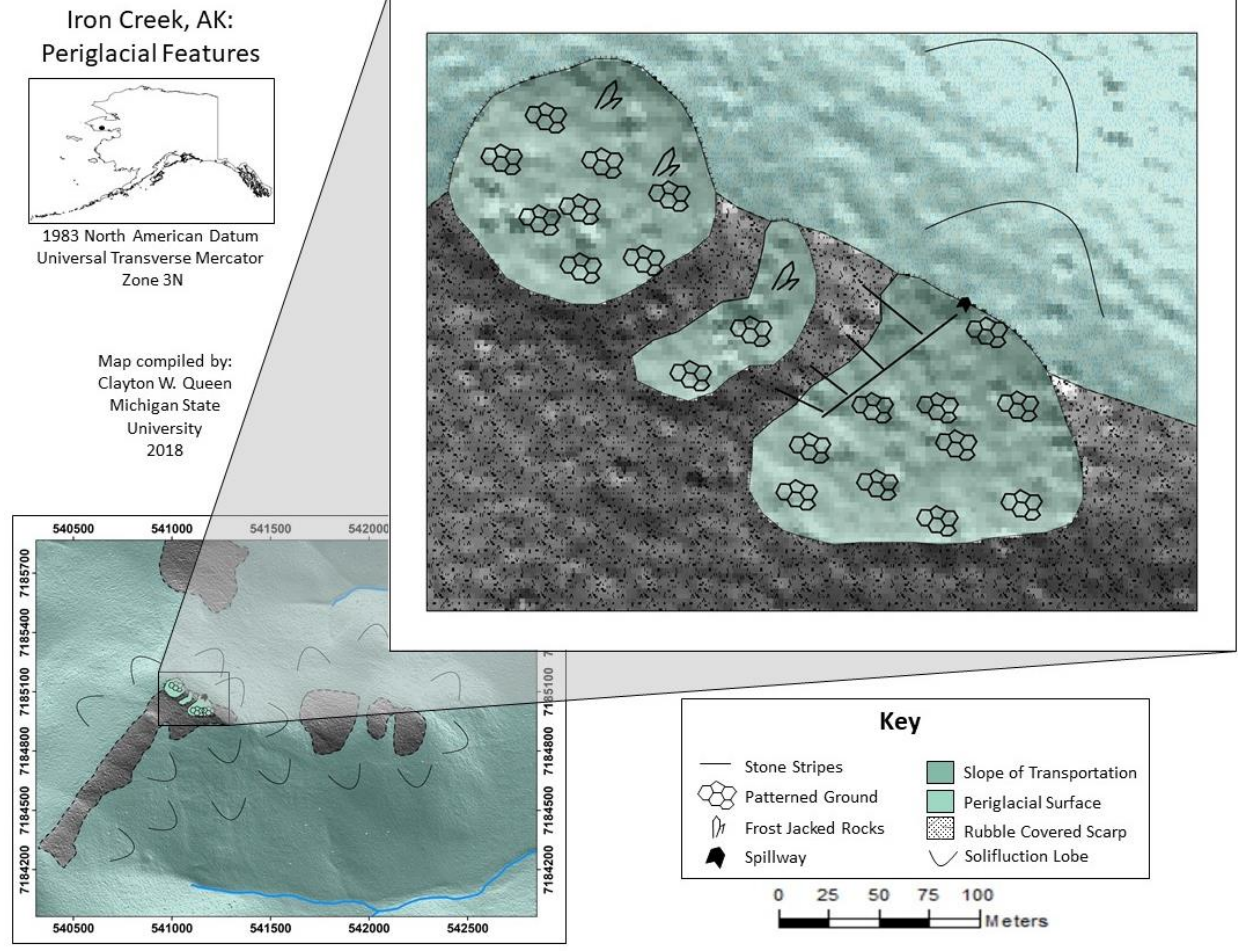 Iron Creek, AK:
Periglacial Features
1983 North American Datum
Universal Transverse Mercator
Zone 3N
Map compiled by:
Clayton W. Queen
Michigan State
University
2018
540500 541000 541500 542000
7185700
7185400
7185100
7184800
7184500
7184200
7185100
7184800
7184500
7184200
540500 541000 541500 542000 542500
Key
Stone Stripes
Patterned Ground
Frost Jacked Rocks
Spillway
Slope of Transportation
Periglacial Surface
Rubble Covered Scarp
Solifluction Lobe
0 25 50 75 100
Meters